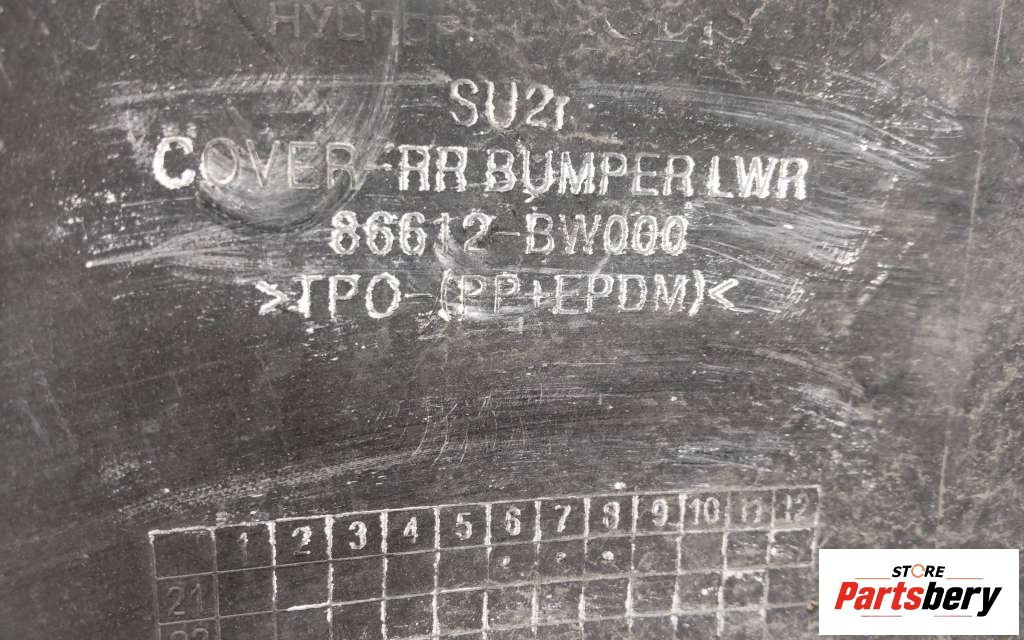 SU2r
COVER-RR BUMPER LWR
86612-BW000
>TPO-(PP+EPDM)<
1 2 3 4 5 6 7 8 9 10 11 12
21
STORE
Partsbery